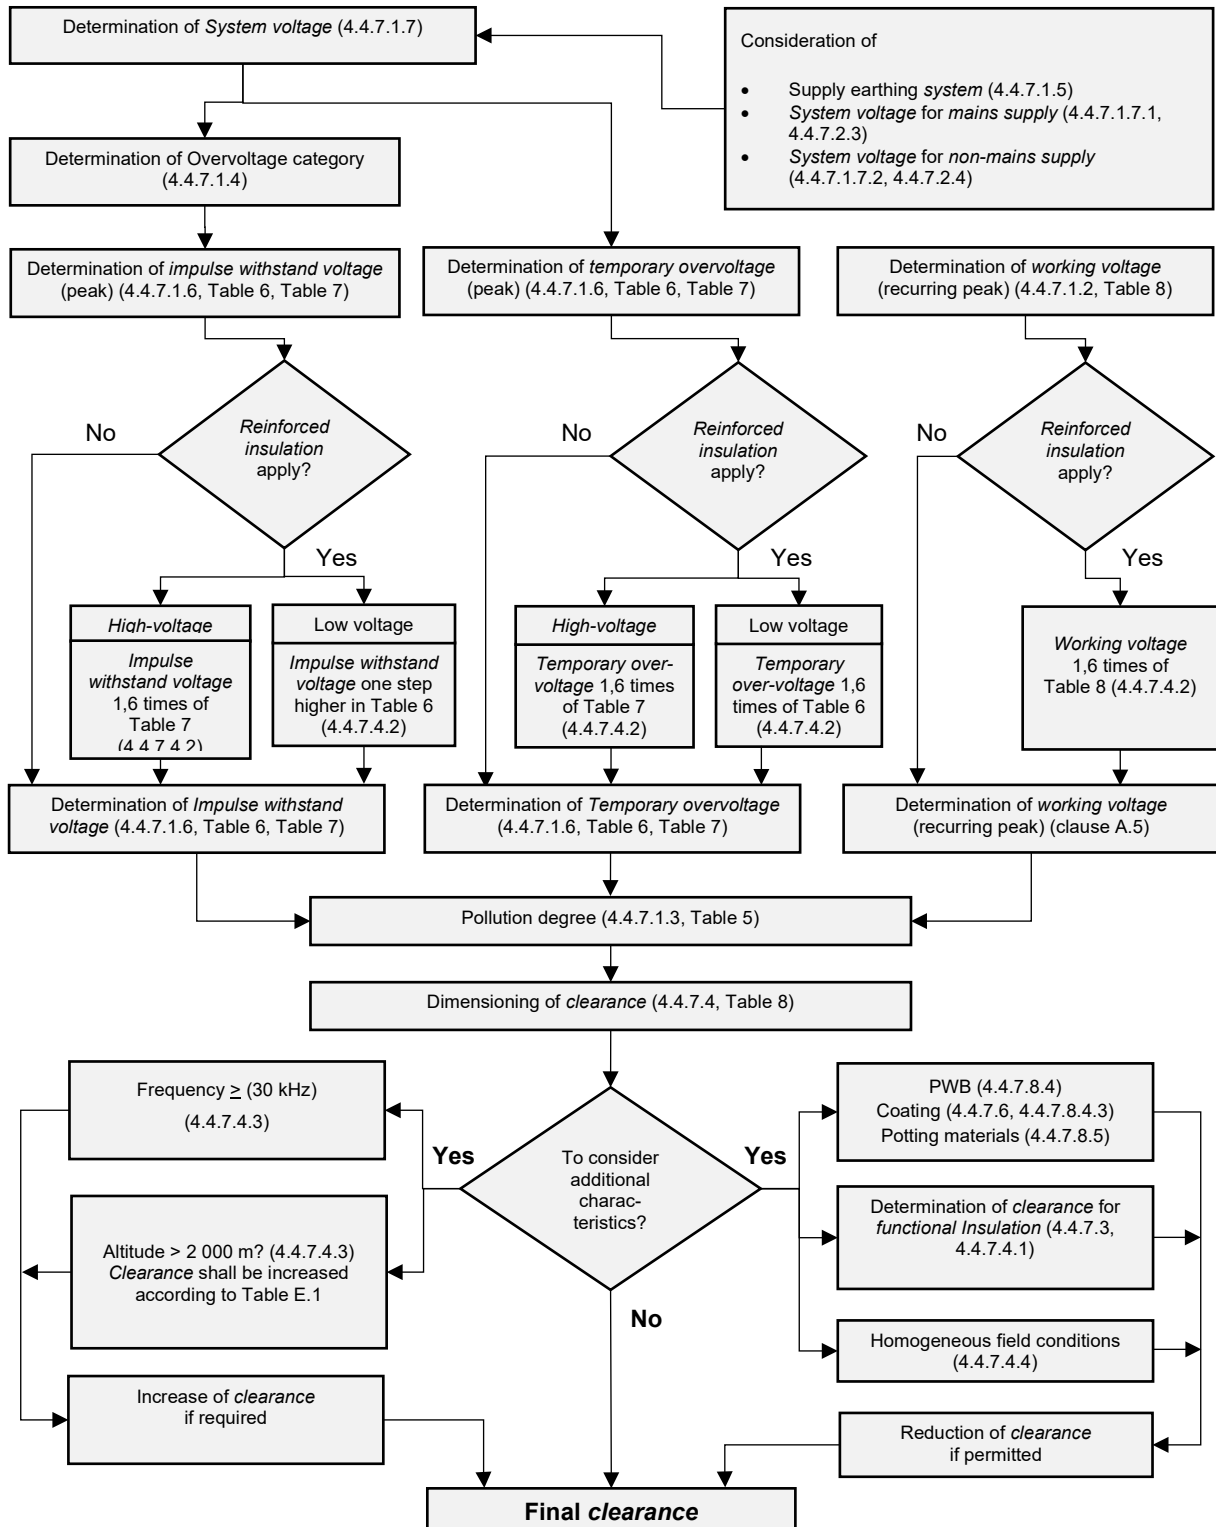 Determination of System voltage (4.4.7.1.7)
Consideration of
• Supply earthing system (4.4.7.1.5)
• System voltage for mains supply (4.4.7.1.7.1,
4.4.7.2.3)
• System voltage for non-mains supply
(4.4.7.1.7.2, 4.4.7.2.4)
Determination of Overvoltage category
(4.4.7.1.4)
Determination of impulse withstand voltage
(peak) (4.4.7.1.6, Table 6, Table 7)
Determination of temporary overvoltage
(peak) (4.4.7.1.6, Table 6, Table 7)
Determination of working voltage
(recurring peak) (4.4.7.1.2, Table 8)
No
Reinforced
insulation
apply?
Yes
No
Reinforced
insulation
apply?
Yes
No
Reinforced
insulation
apply?
Yes
High-voltage
Impulse
withstand voltage
1,6 times of
Table 7
(4.4.7.4.2)
Low voltage
Impulse withstand
voltage one step
higher in Table 6
(4.4.7.4.2)
High-voltage
Temporary over-
voltage 1,6 times
of Table 7
(4.4.7.4.2)
Low voltage
Temporary
over-voltage 1,6
times of Table 6
(4.4.7.4.2)
Working voltage
1,6 times of
Table 8 (4.4.7.4.2)
Determination of Impulse withstand
voltage (4.4.7.1.6, Table 6, Table 7)
Determination of Temporary overvoltage
(4.4.7.1.6, Table 6, Table 7)
Determination of working voltage
(recurring peak) (clause A.5)
Pollution degree (4.4.7.1.3, Table 5)
Dimensioning of clearance (4.4.7.4, Table 8)
Frequency ≥ (30 kHz)
(4.4.7.4.3)
Altitude > 2 000 m? (4.4.7.4.3)
Clearance shall be increased
according to Table E.1
Increase of clearance
if required
Yes
To consider
additional
charac-
teristics?
Yes
No
PWB (4.4.7.8.4)
Coating (4.4.7.6, 4.4.7.8.4.3)
Potting materials (4.4.7.8.5)
Determination of clearance for
functional Insulation (4.4.7.3,
4.4.7.4.1)
Homogeneous field conditions
(4.4.7.4.4)
Reduction of clearance
if permitted
Final clearance